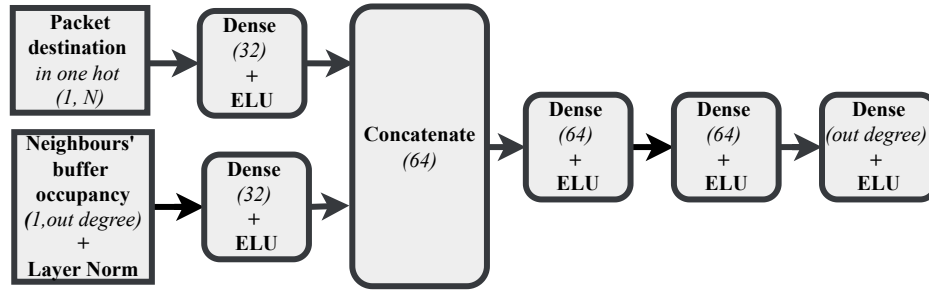 Packet
destination
in one hot
(1, N)
Dense
(32)
+
ELU
Neighbours'
buffer
occupancy
(1,out degree)
+
Layer Norm
Dense
(32)
+
ELU
Concatenate
(64)
Dense
(64)
+
ELU
Dense
(64)
+
ELU
Dense
(out degree)
+
ELU